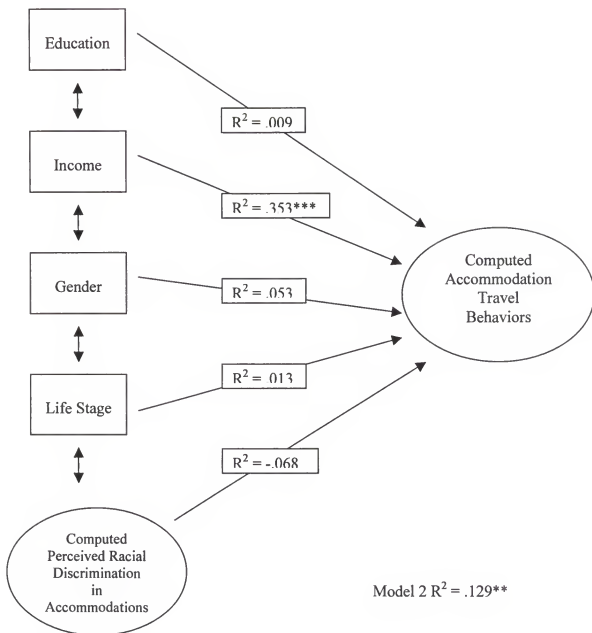 Education
R² = .009
Income
R² = .353***
Computed
Accommodation
Travel
Behaviors
Gender
R² = .053
R² = .013
Life Stage
R² = -.068
Computed
Perceived Racial
Discrimination
in
Accommodations
Model 2 R² = .129**